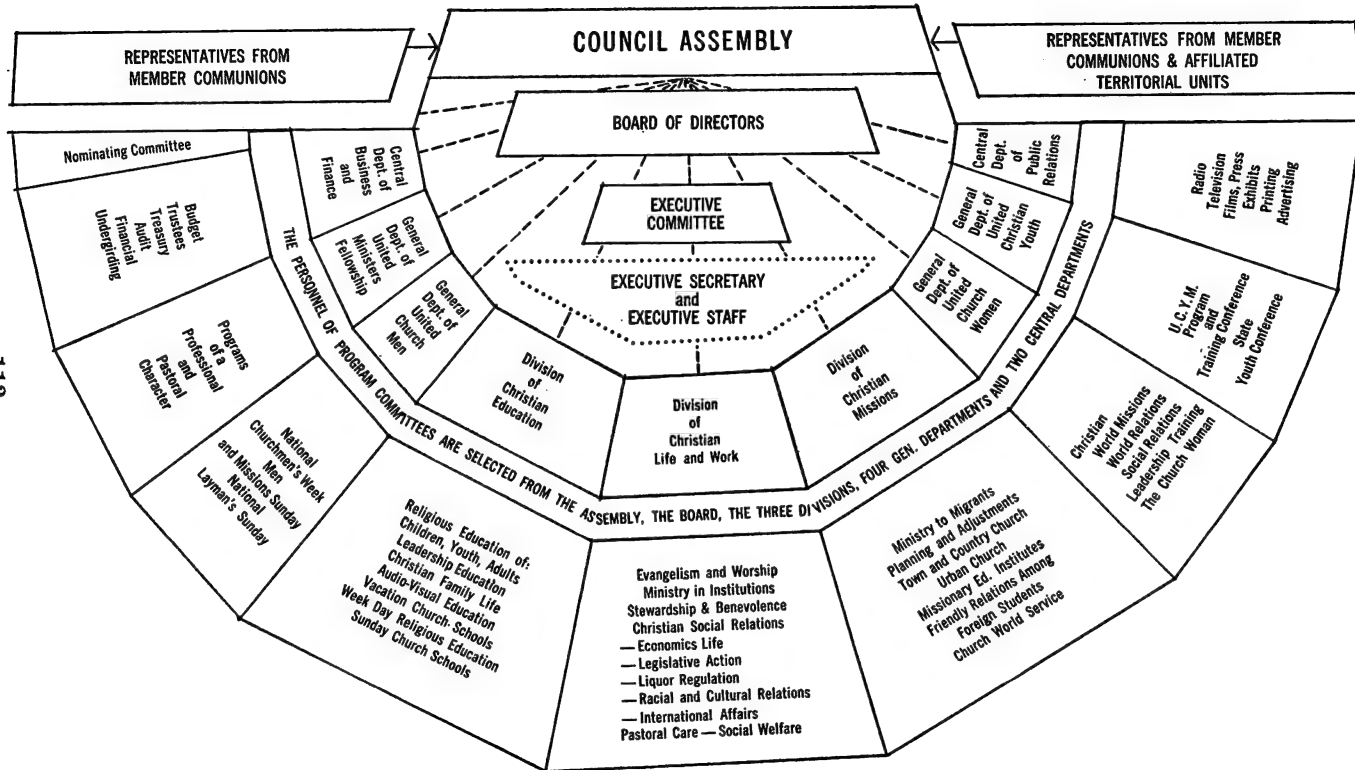 REPRESENTATIVES FROM
MEMBER COMMUNIONS
COUNCIL ASSEMBLY
REPRESENTATIVES FROM MEMBER
COMMUNIONS & AFFILIATED
TERRITORIAL UNITS
BOARD OF DIRECTORS
EXECUTIVE
COMMITTEE
EXECUTIVE SECRETARY
and
EXECUTIVE STAFF
Central
Dept. of
Business
and
Finance
General
Dept. of
United
Ministers
Fellowship
General
Dept. of
United
Church
Men
Division
of
Christian
Education
Division
of
Christian
Life and Work
Division
of
Christian
Missions
General
Dept. of
United
Church
Women
General
Dept. of
United
Christian
Youth
Central
Dept.
of
Public
Relations
THE PERSONNEL OF PROGRAM COMMITTEES ARE SELECTED FROM THE ASSEMBLY, THE BOARD, THE THREE DIVISIONS, FOUR GEN. DEPARTMENTS AND TWO CENTRAL DEPARTMENTS
Nominating Committee
Budget
Trustees
Treasury
Audit
Financial
Undergirding
Programs
of a
Professional
and
Pastoral
Character
National
Churchmen's Week
Men
and Missions Sunday
National
Layman's Sunday
Religious Education of:
Children, Youth, Adults
Leadership Education
Christian Family Life
Audio-Visual Education
Vacation Church Schools
Week Day Religious Education
Sunday Church Schools
Evangelism and Worship
Ministry in Institutions
Stewardship & Benevolence
Christian Social Relations
— Economics Life
— Legislative Action
— Liquor Regulation
— Racial and Cultural Relations
— International Affairs
Pastoral Care — Social Welfare
Ministry to Migrants
Planning and Adjustments
Town and Country Church
Urban Church
Missionary Ed. Institutes
Friendly Relations Among
Foreign Students
Church World Service
Christian
World Missions
World Relations
Social Relations
Leadership Training
The Church Woman
U.C.Y.M.
Program
and
Training Conference
State
Youth Conference
Radio
Television
Films, Press
Exhibits
Printing
Advertising